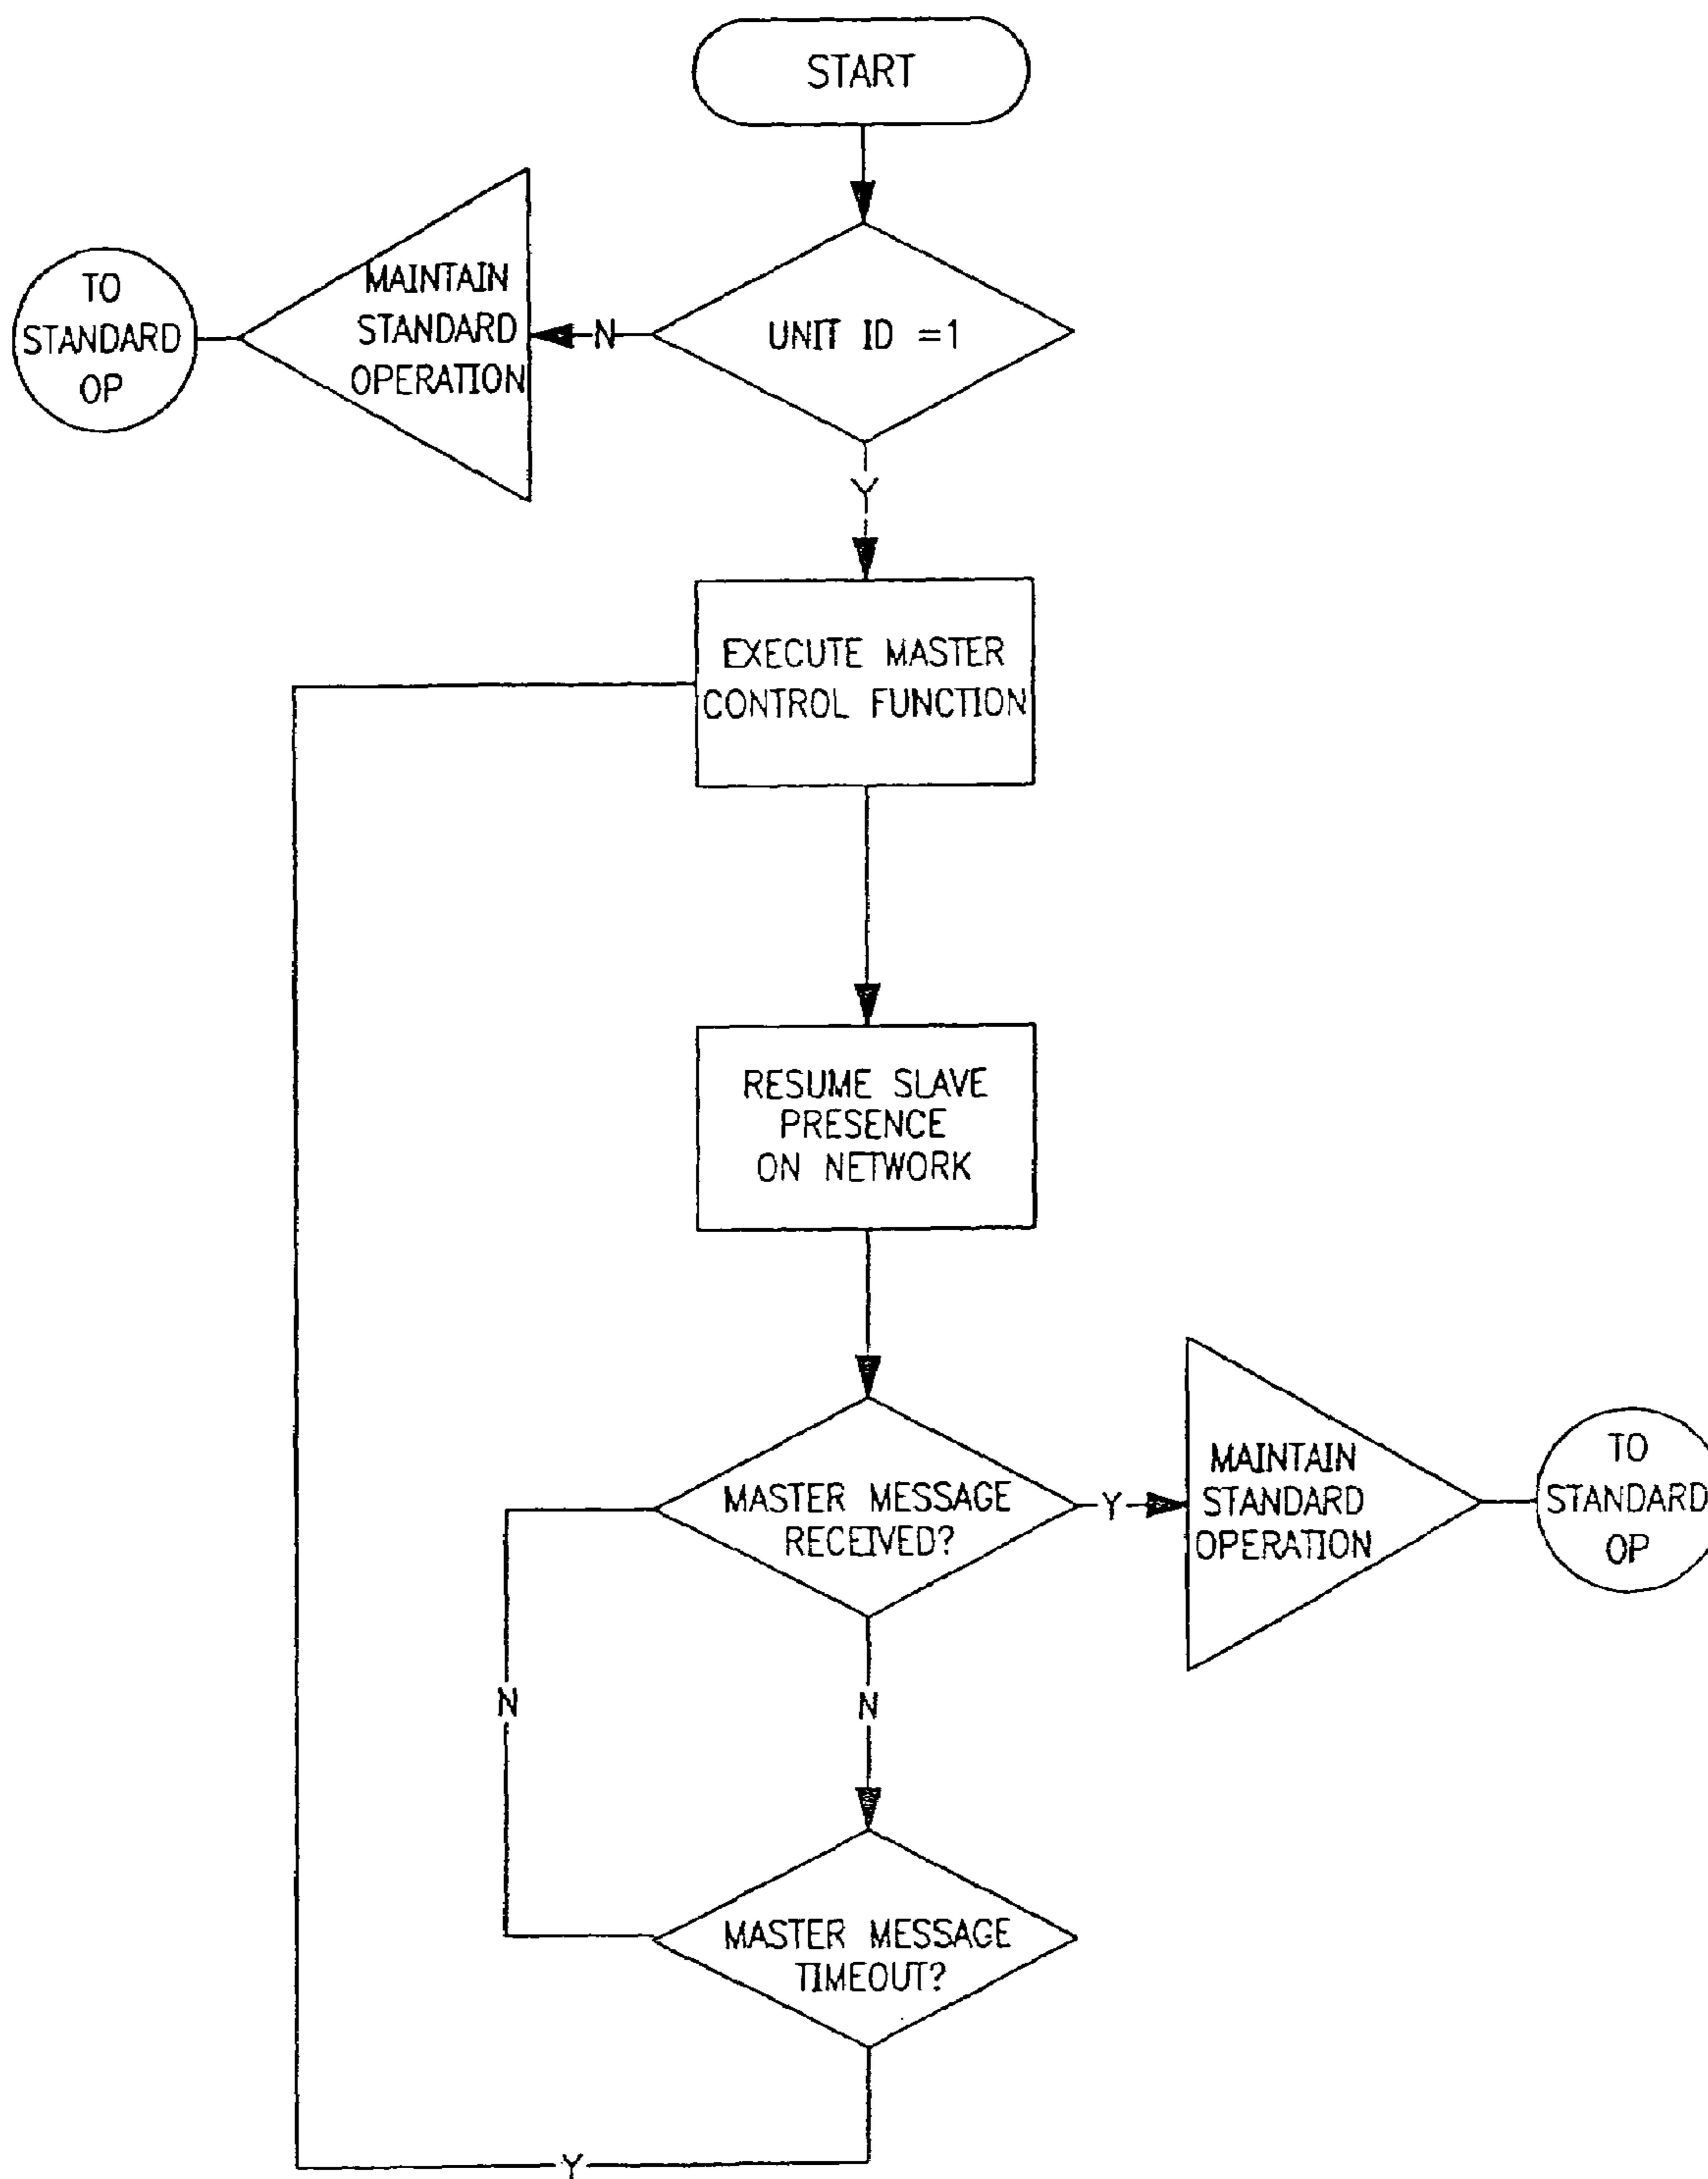 START
UNIT ID =1
N
MAINTAIN
STANDARD
OPERATION
TO
STANDARD
OP
Y
EXECUTE MASTER
CONTROL FUNCTION
RESUME SLAVE
PRESENCE
ON NETWORK
MASTER MESSAGE
RECEIVED?
Y
MAINTAIN
STANDARD
OPERATION
TO
STANDARD
OP
N
N
MASTER MESSAGE
TIMEOUT?
Y